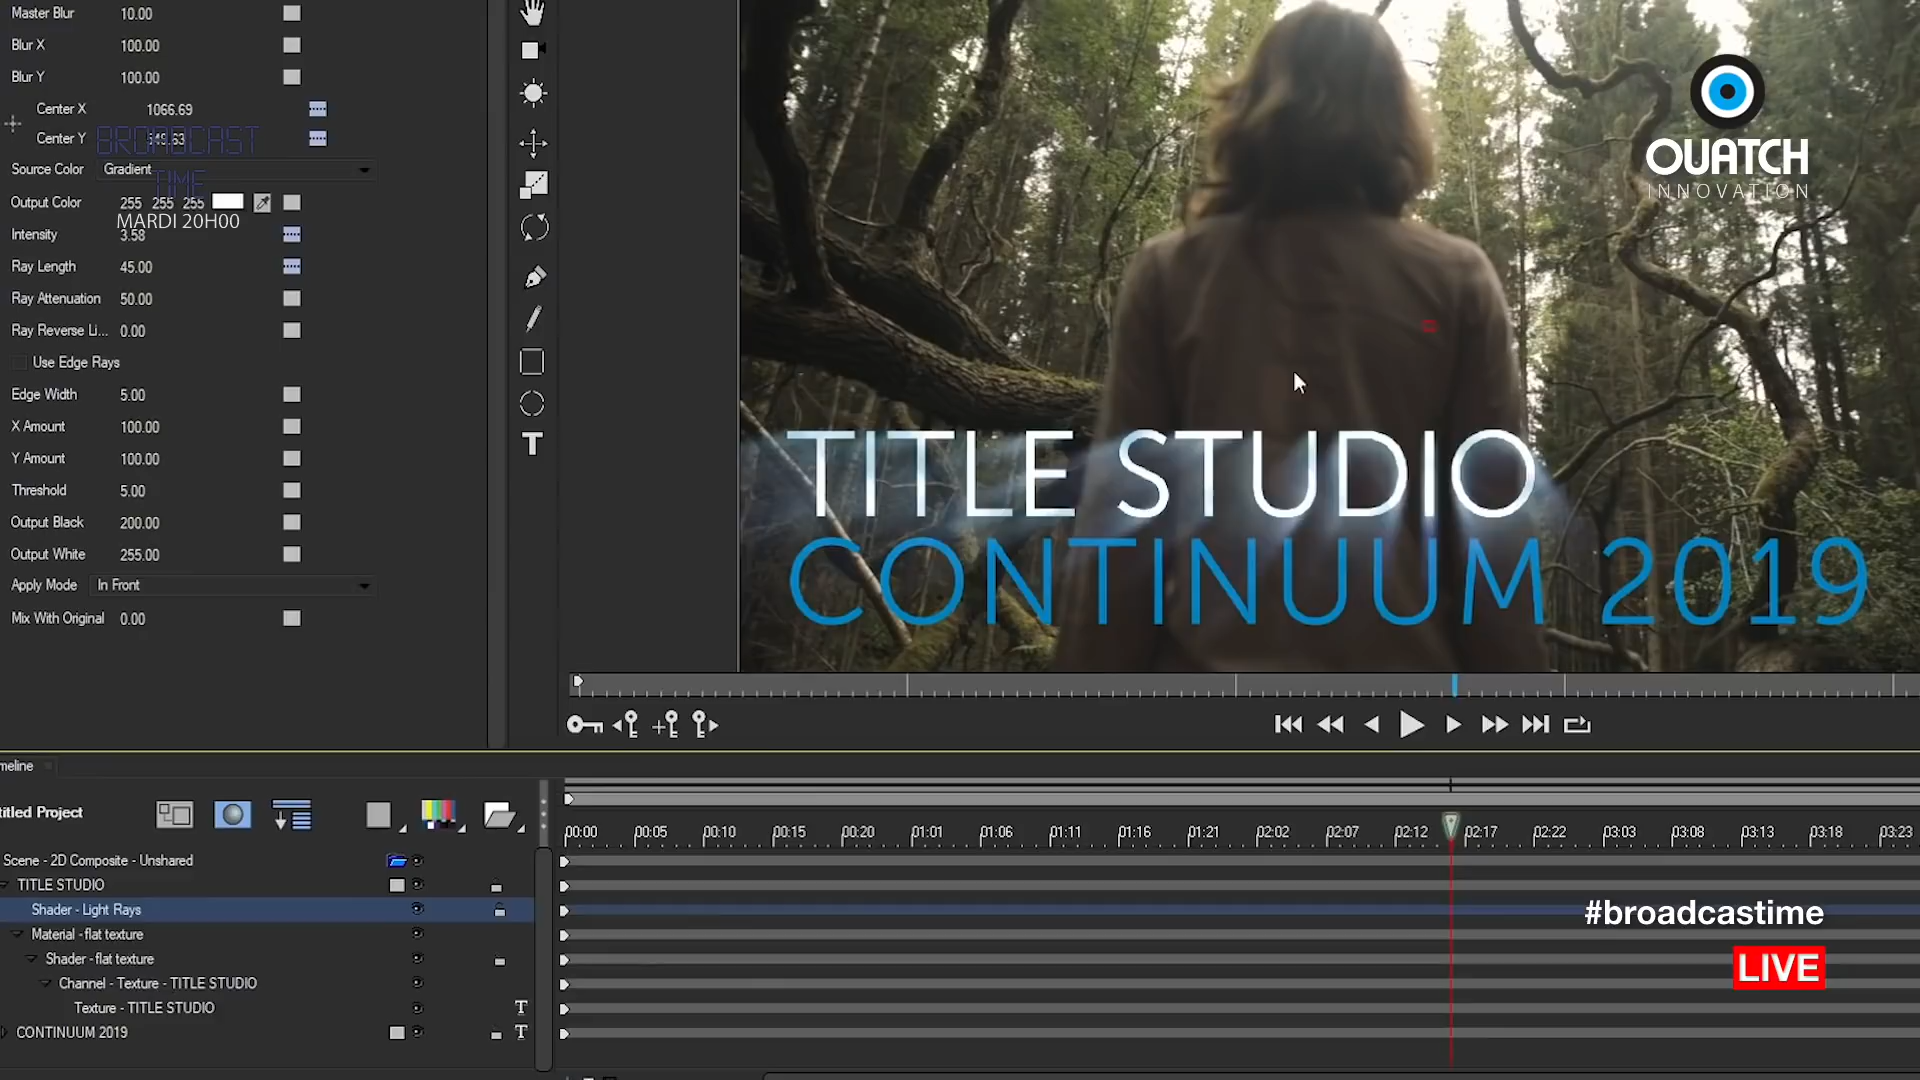 Master Blur 10.00
Blur X 100.00
Blur Y 100.00
Center X 1066.69
Center Y 549.63
BROADCAST
TIME
MARDI 20H00
Source Color Gradient
Output Color 255 255 255
Intensity 3.58
Ray Length 45.00
Ray Attenuation 50.00
Ray Reverse Li... 0.00
Use Edge Rays
Edge Width 5.00
X Amount 100.00
Y Amount 100.00
Threshold 5.00
Output Black 200.00
Output White 255.00
Apply Mode In Front
Mix With Original 0.00
T
OUATCH
INNOVATION
TITLE STUDIO
CONTINUUM 2019
meline
titled Project
00:00 00:05 00:10 00:15 00:20 01:01 01:06 01:11 01:16 01:21 02:02 02:07 02:12 02:17 02:22 03:03 03:08 03:13 03:18 03:23
Scene - 2D Composite - Unshared
TITLE STUDIO
Shader - Light Rays
Material - flat texture
Shader - flat texture
Channel - Texture - TITLE STUDIO
Texture - TITLE STUDIO T
CONTINUUM 2019 T
#broadcastime
LIVE